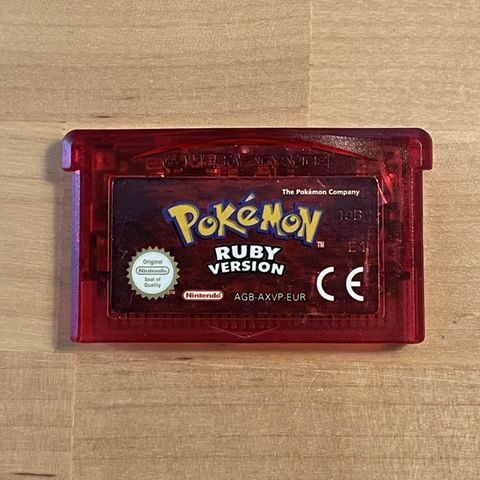 GAME BOY ADVANCE
The Pokémon Company
POKéMON
TM
RUBY
VERSION
Original
Nintendo
Seal of
Quality
Nintendo
AGB-AXVP-EUR
CE